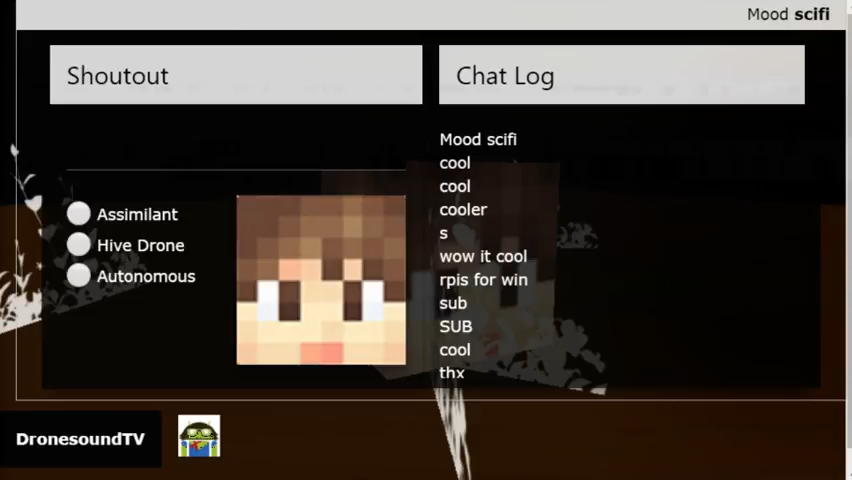 Mood scifi
Shoutout
Chat Log
Assimilant
Hive Drone
Autonomous
Mood scifi
cool
cool
cooler
s
wow it cool
rpis for win
sub
SUB
cool
thx
DronesoundTV